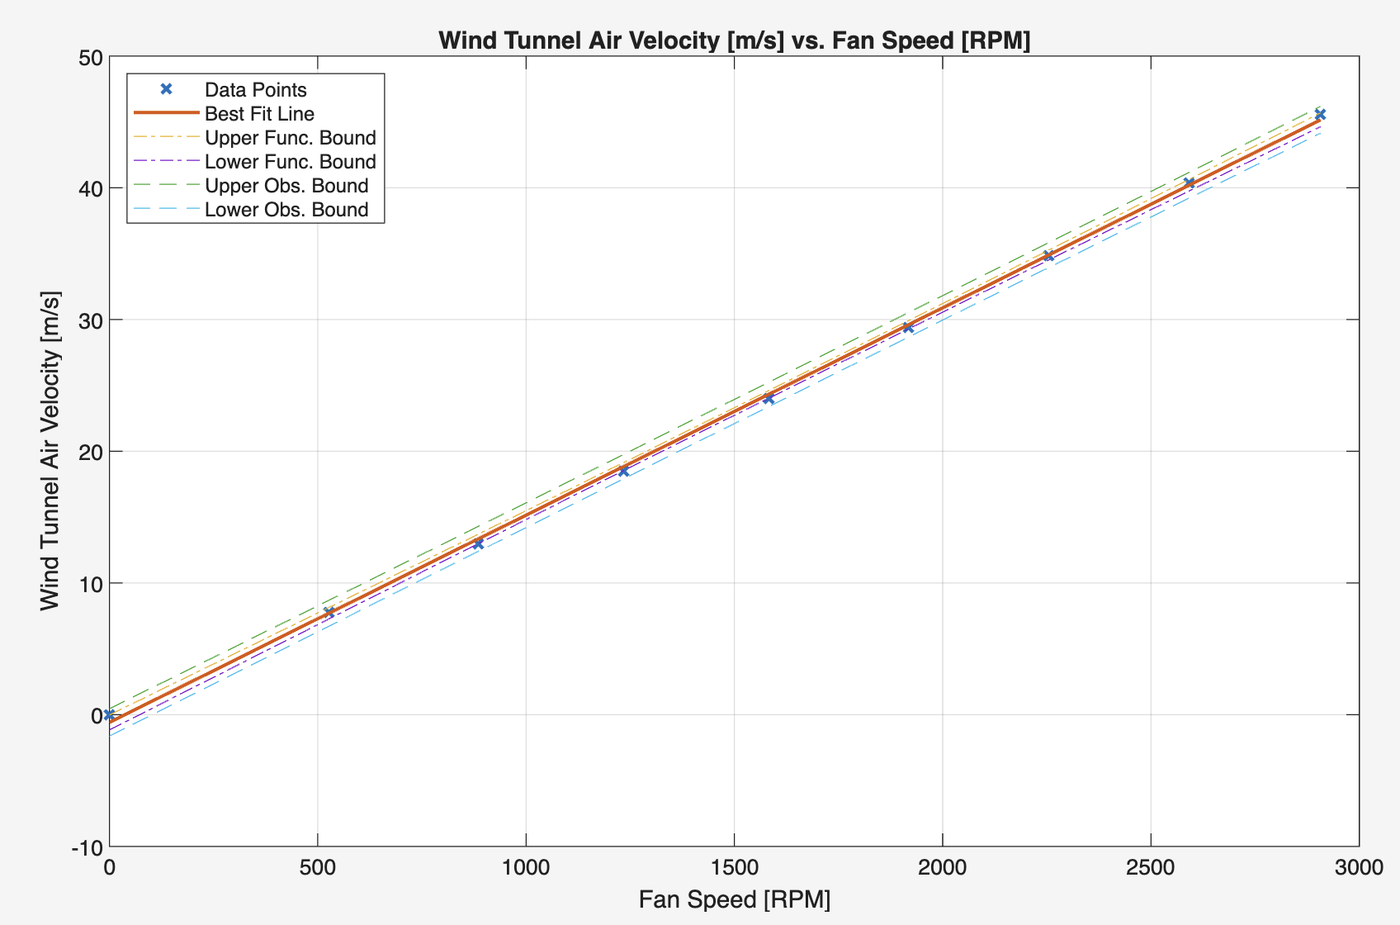 Wind Tunnel Air Velocity [m/s] vs. Fan Speed [RPM]
50
40
30
20
10
0
-10
Wind Tunnel Air Velocity [m/s]
Data Points
Best Fit Line
Upper Func. Bound
Lower Func. Bound
Upper Obs. Bound
Lower Obs. Bound
0 500 1000 1500 2000 2500 3000
Fan Speed [RPM]